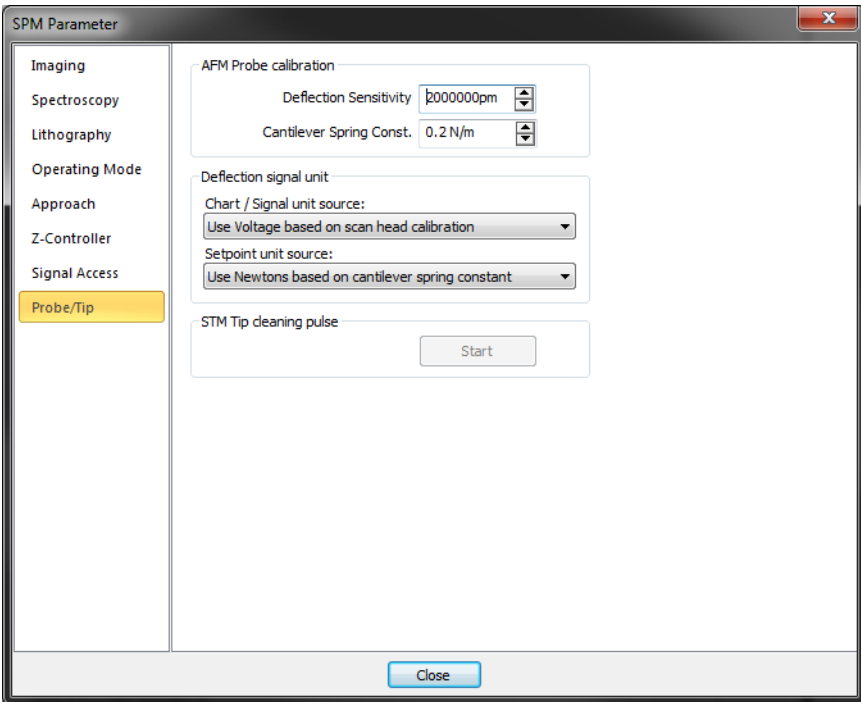 SPM Parameter
Imaging
Spectroscopy
Lithography
Operating Mode
Approach
Z-Controller
Signal Access
Probe/Tip
AFM Probe calibration
Deflection Sensitivity 2000000pm
Cantilever Spring Const. 0.2 N/m
Deflection signal unit
Chart / Signal unit source:
Use Voltage based on scan head calibration
Setpoint unit source:
Use Newtons based on cantilever spring constant
STM Tip cleaning pulse
Start
Close